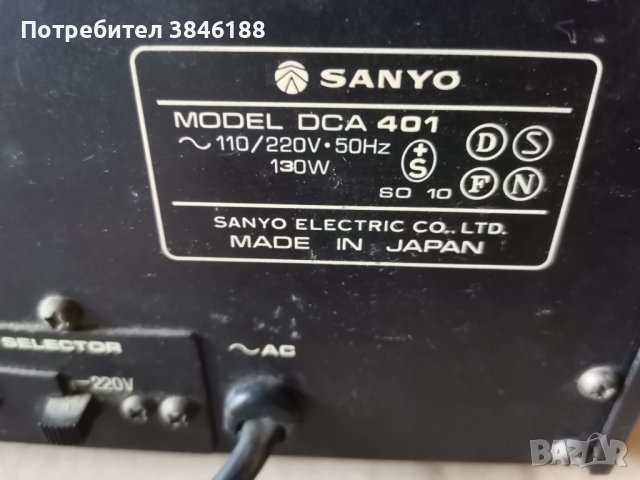 Потребител 3846188
SANYO
MODEL DCA 401
~ 110/220V • 50Hz
130W
+
S
D S
F N
SO 10
SANYO ELECTRIC CO., LTD.
MADE IN JAPAN
SELECTOR
~AC
220V
BAZAR